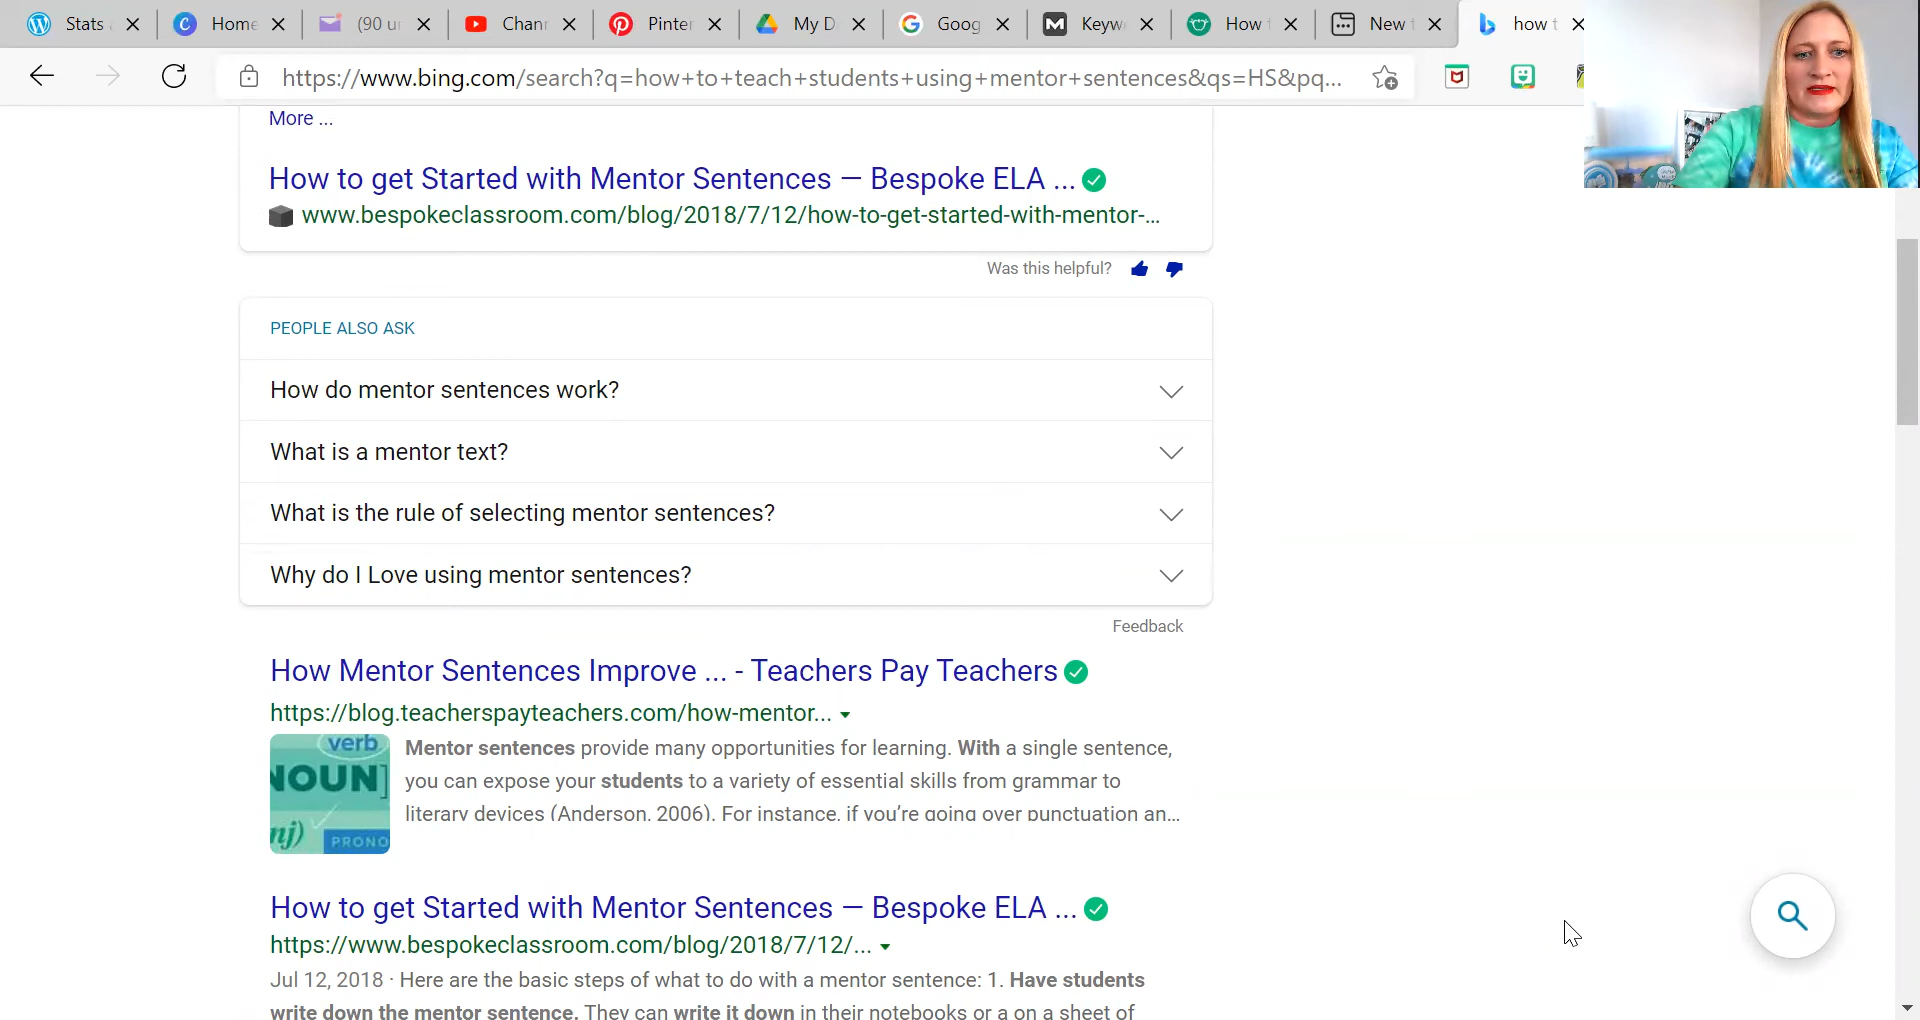 Stats
Home
(90 u
Chann
Pinter
My D
Goog
Keyw
How
New
how t
https://www.bing.com/search?q=how+to+teach+students+using+mentor+sentences&qs=HS&pq...
More ...
How to get Started with Mentor Sentences — Bespoke ELA ...
www.bespokeclassroom.com/blog/2018/7/12/how-to-get-started-with-mentor-...
Was this helpful?
PEOPLE ALSO ASK
How do mentor sentences work?
What is a mentor text?
What is the rule of selecting mentor sentences?
Why do I Love using mentor sentences?
Feedback
How Mentor Sentences Improve ... - Teachers Pay Teachers
https://blog.teacherspayteachers.com/how-mentor...
verb
NOUN]
nj)
PRONO
Mentor sentences provide many opportunities for learning. With a single sentence,
you can expose your students to a variety of essential skills from grammar to
literary devices (Anderson, 2006). For instance, if you're going over punctuation an...
How to get Started with Mentor Sentences — Bespoke ELA ...
https://www.bespokeclassroom.com/blog/2018/7/12/...
Jul 12, 2018 · Here are the basic steps of what to do with a mentor sentence: 1. Have students
write down the mentor sentence. They can write it down in their notebooks or a on a sheet of